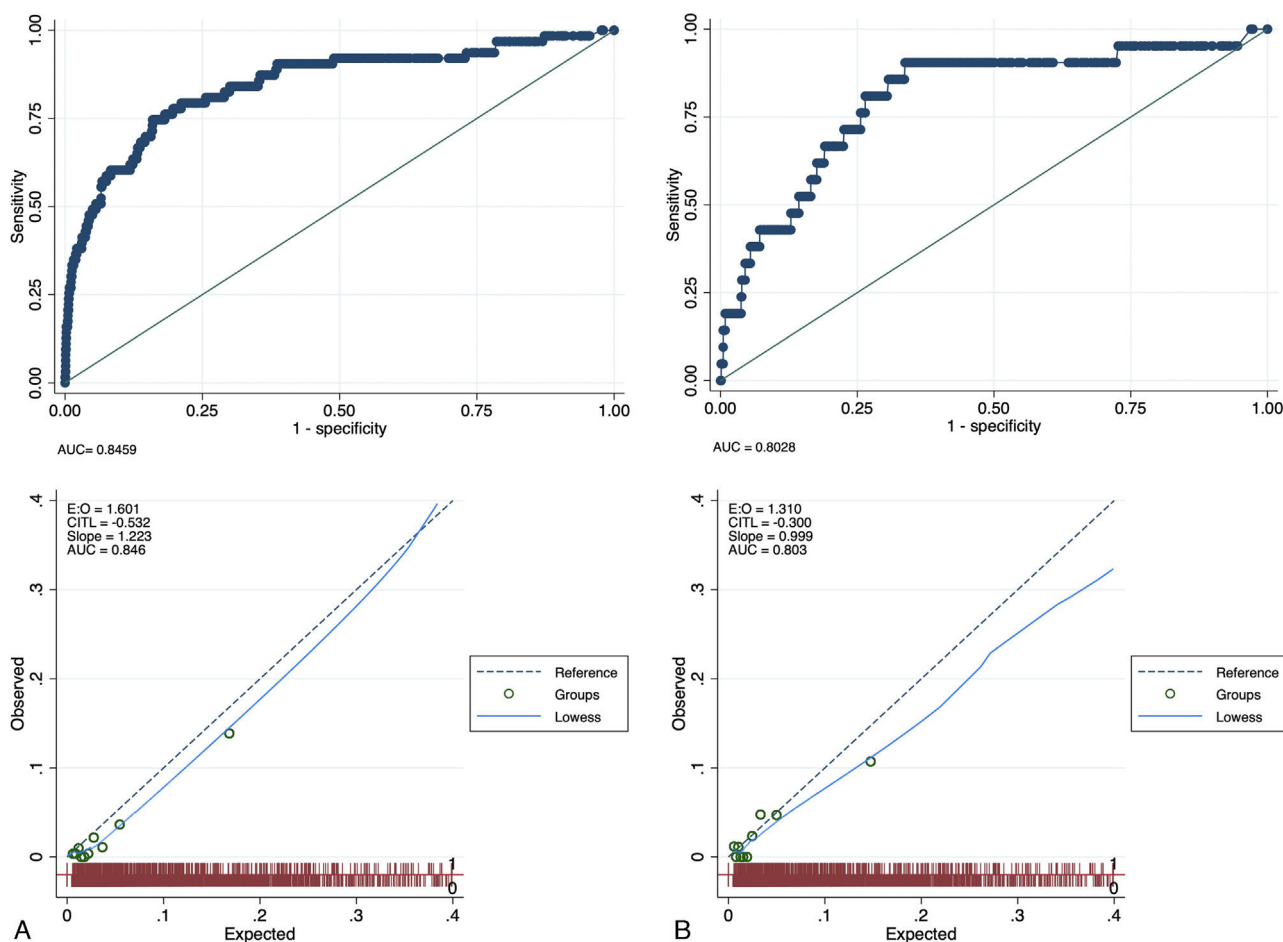 1.00
0.75
0.50
0.25
0.00
Sensitivity
0.00 0.25 0.50 0.75 1.00
1 - specificity
AUC= 0.8459
1.00
0.75
0.50
0.25
0.00
Sensitivity
0.00 0.25 0.50 0.75 1.00
1 - specificity
AUC = 0.8028
E:O = 1.601
CITL = -0.532
Slope = 1.223
AUC = 0.846
.4
.3
.2
.1
0
Observed
Reference
Groups
Lowess
1
0
0 .1 .2 .3 .4
Expected
A
E:O = 1.310
CITL = -0.300
Slope = 0.999
AUC = 0.803
.4
.3
.2
.1
0
Observed
Reference
Groups
Lowess
1
0
0 .1 .2 .3 .4
Expected
B